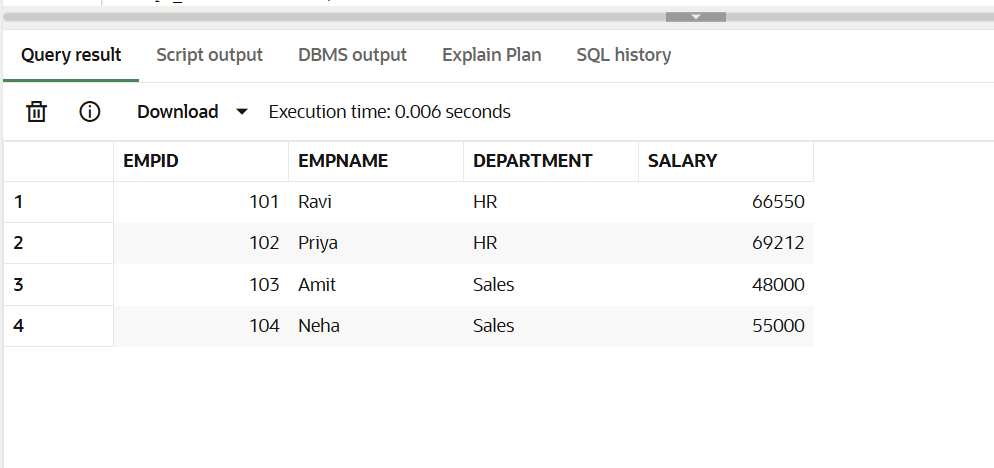 Query result Script output DBMS output Explain Plan SQL history
Download Execution time: 0.006 seconds
EMPID EMPNAME DEPARTMENT SALARY
1 101 Ravi HR 66550
2 102 Priya HR 69212
3 103 Amit Sales 48000
4 104 Neha Sales 55000